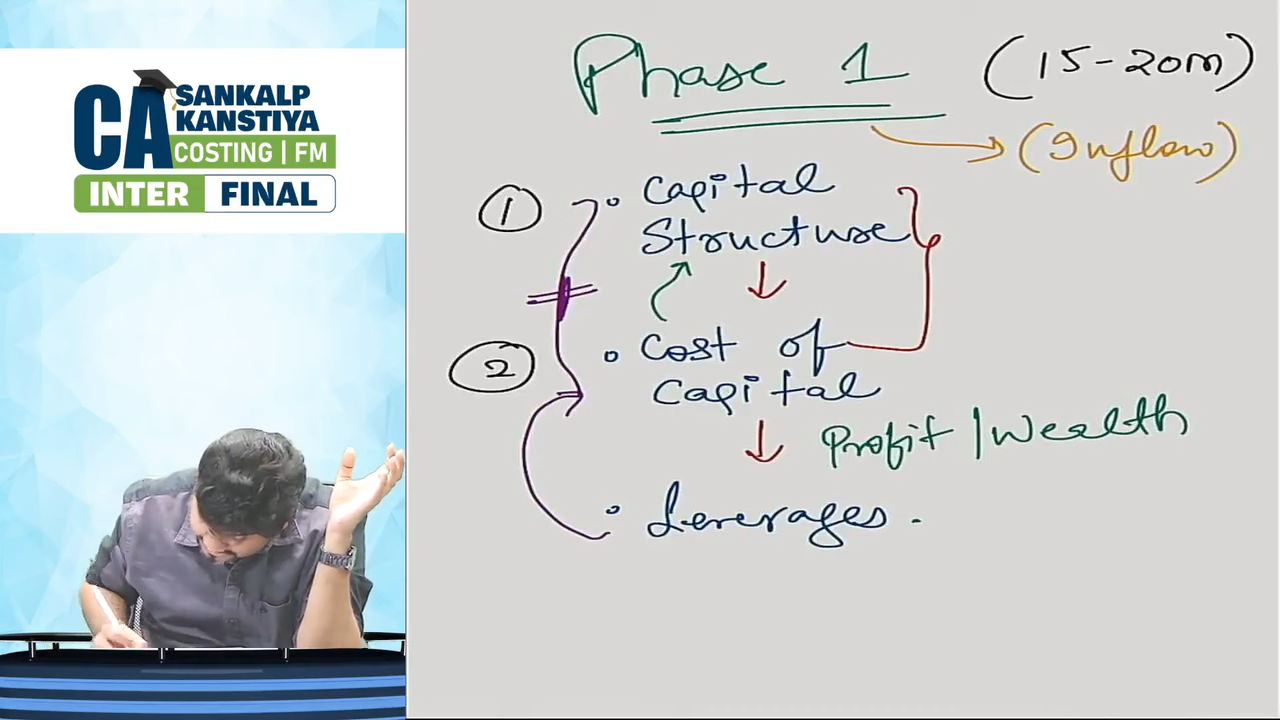 CA SANKALP
KANSTIYA
COSTING | FM
INTER FINAL
Phase 1 (15-20m)
(Inflow)
① • Capital
Structure
② • Cost of
Capital
Profit / Wealth
• Leverages.